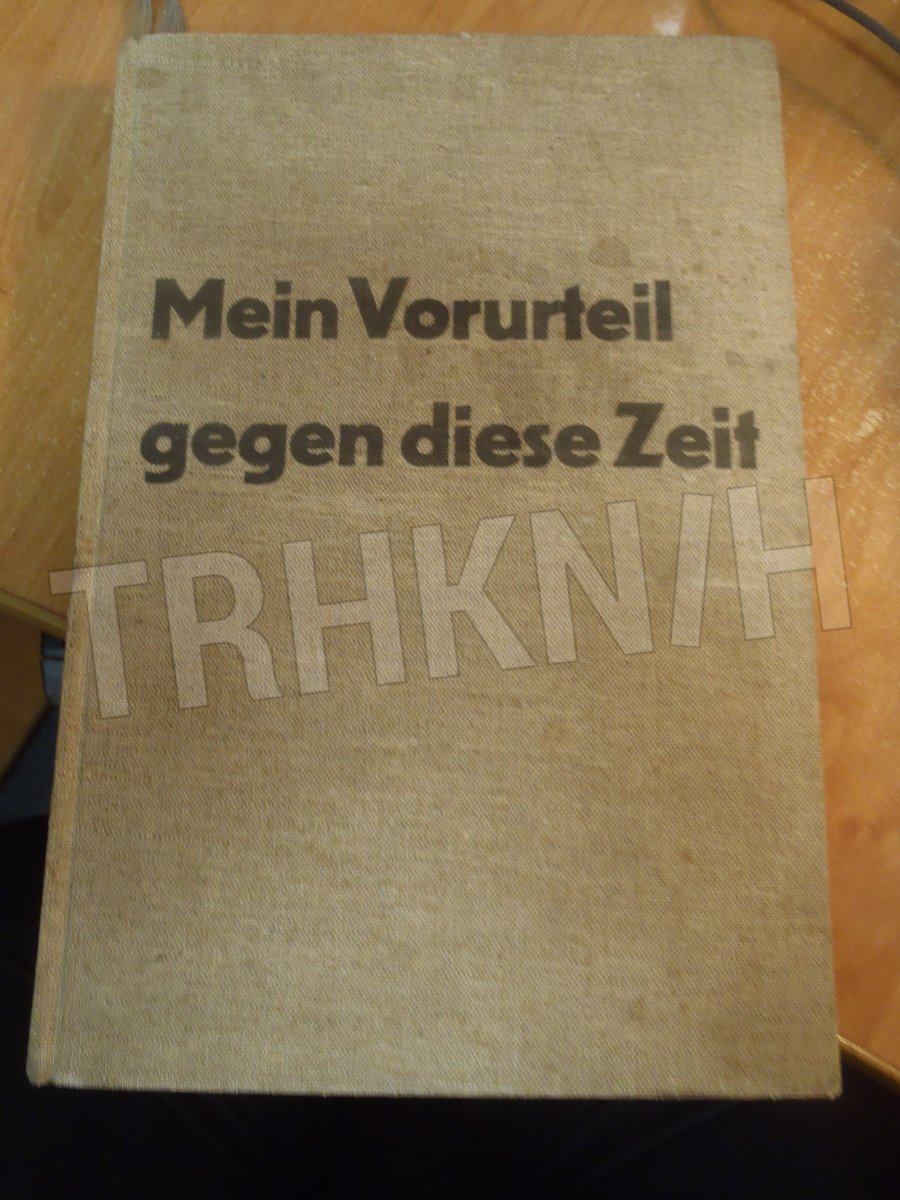 Mein Vorurteil
gegen diese Zeit
TRHKN/H